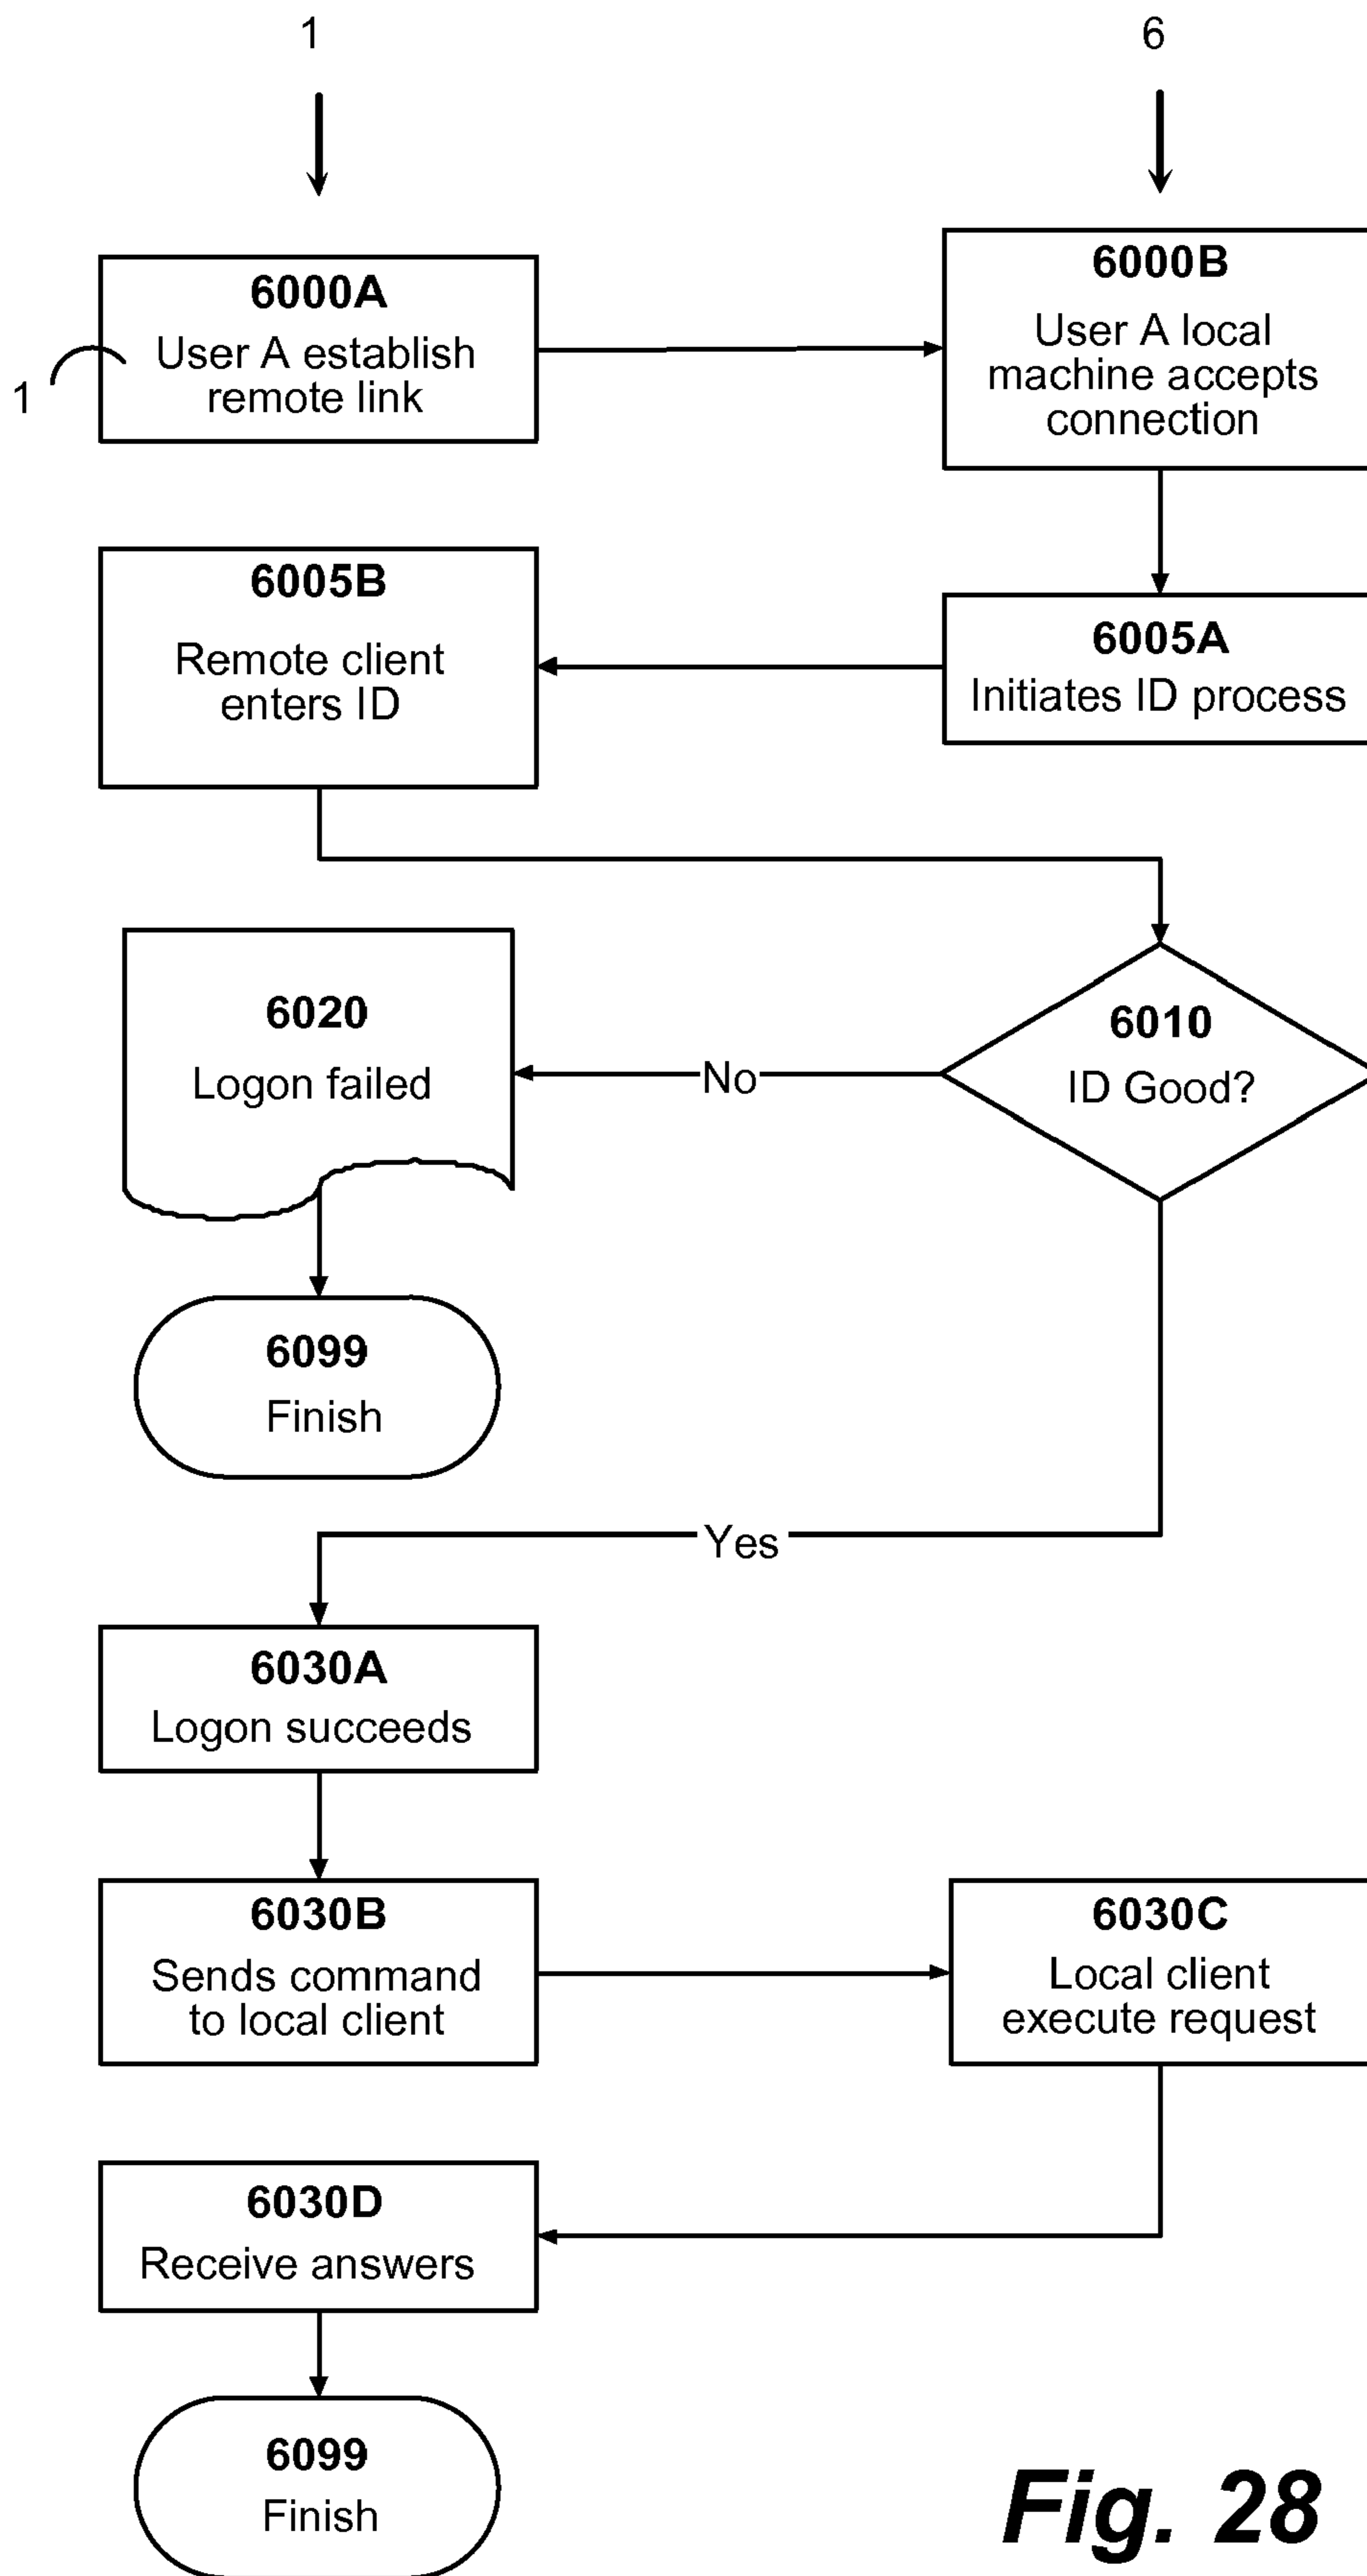 1
6
6000A
User A establish
remote link
1
6000B
User A local
machine accepts
connection
6005B
Remote client
enters ID
6005A
Initiates ID process
6020
Logon failed
No
6010
ID Good?
6099
Finish
Yes
6030A
Logon succeeds
6030B
Sends command
to local client
6030C
Local client
execute request
6030D
Receive answers
6099
Finish
Fig. 28